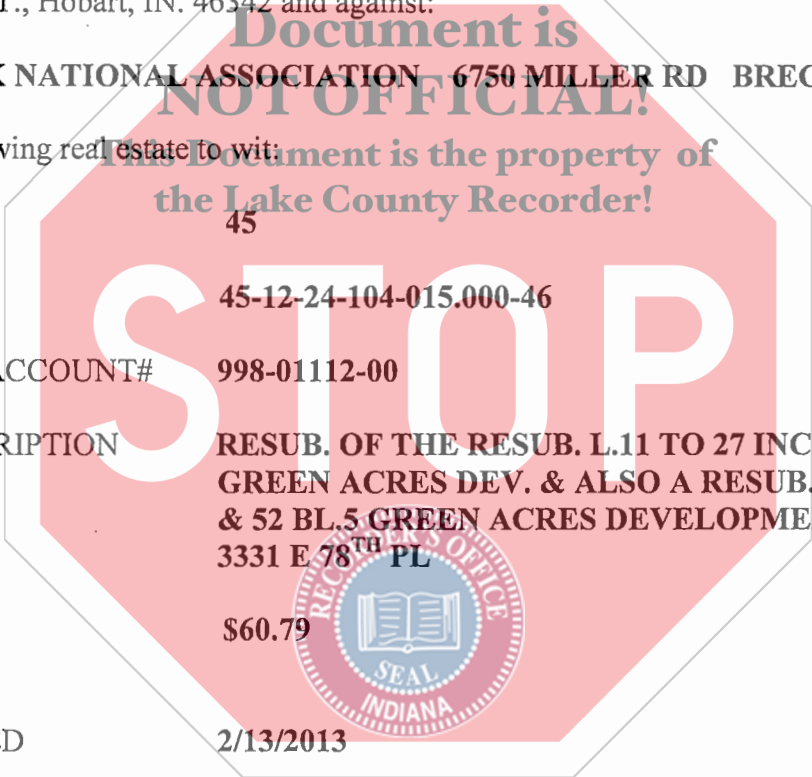 T., Hobart, IN. 46342 and against:
Document is
K NATIONAL ASSOCIATION 6750 MILLER RD BREC
NOT OFFICIAL!
ving real estate to wit:
This Document is the property of
the Lake County Recorder!
45
45-12-24-104-015.000-46
STOP
ACCOUNT# 998-01112-00
RIPTION RESUB. OF THE RESUB. L.11 TO 27 INC
GREEN ACRES DEV. & ALSO A RESUB.
& 52 BL.5 GREEN ACRES DEVELOPME
3331 E 78TH PL
RECORDER'S OFFICE
$60.79
SEAL
INDIANA
D 2/13/2013